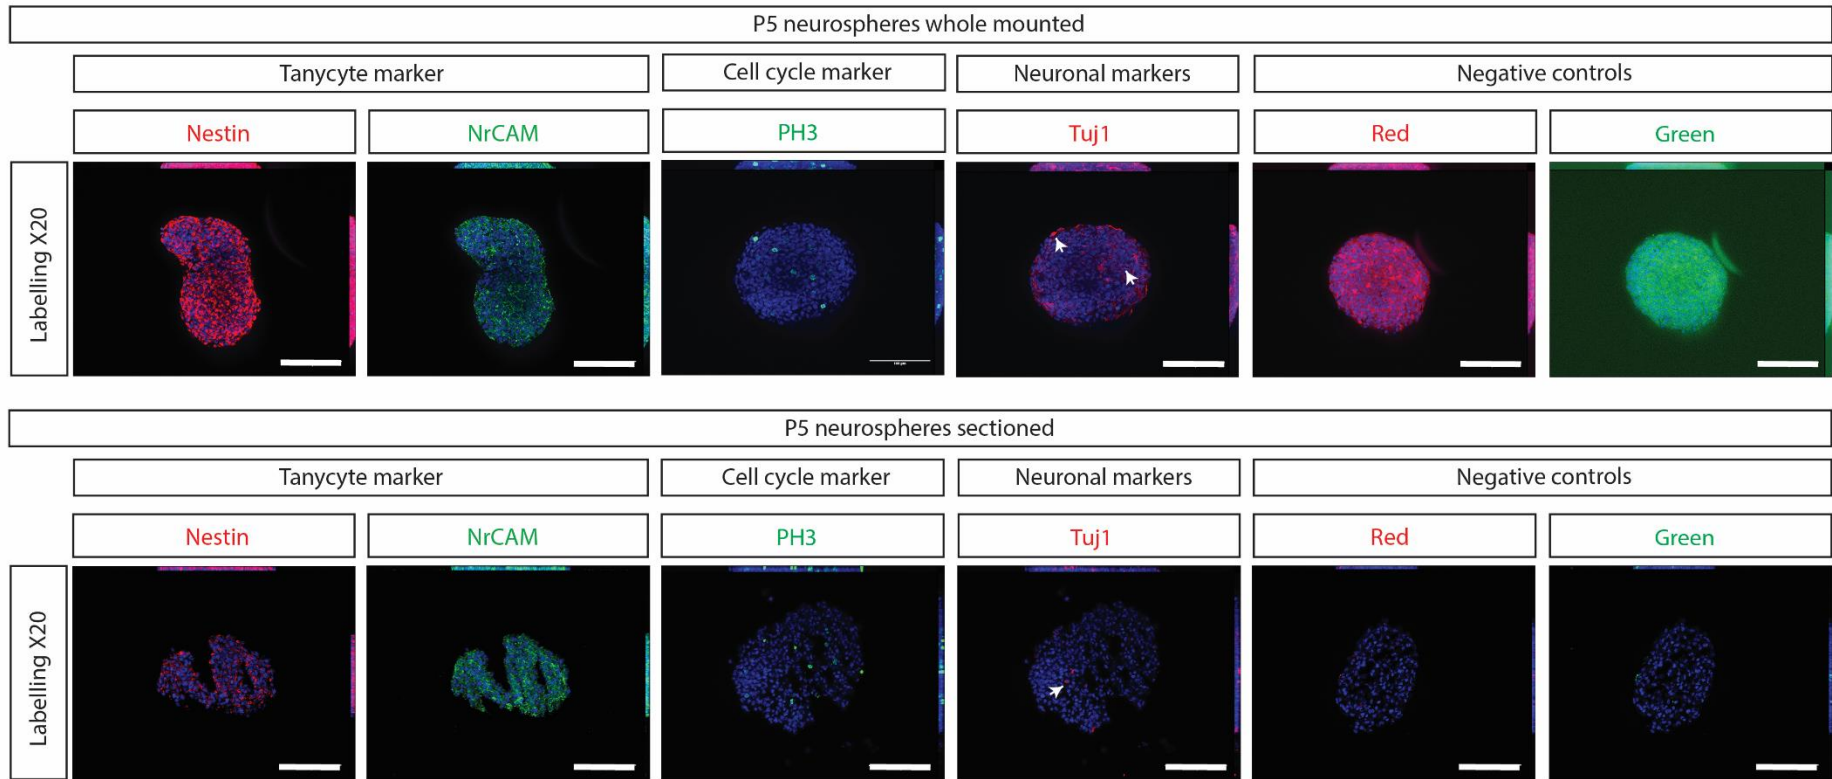 P5 neurospheres whole mounted
Tanycyte marker
Cell cycle marker
Neuronal markers
Negative controls
Nestin
NrCAM
PH3
Tuj1
Red
Green
Labelling X20
P5 neurospheres sectioned
Tanycyte marker
Cell cycle marker
Neuronal markers
Negative controls
Nestin
NrCAM
PH3
Tuj1
Red
Green
Labelling X20